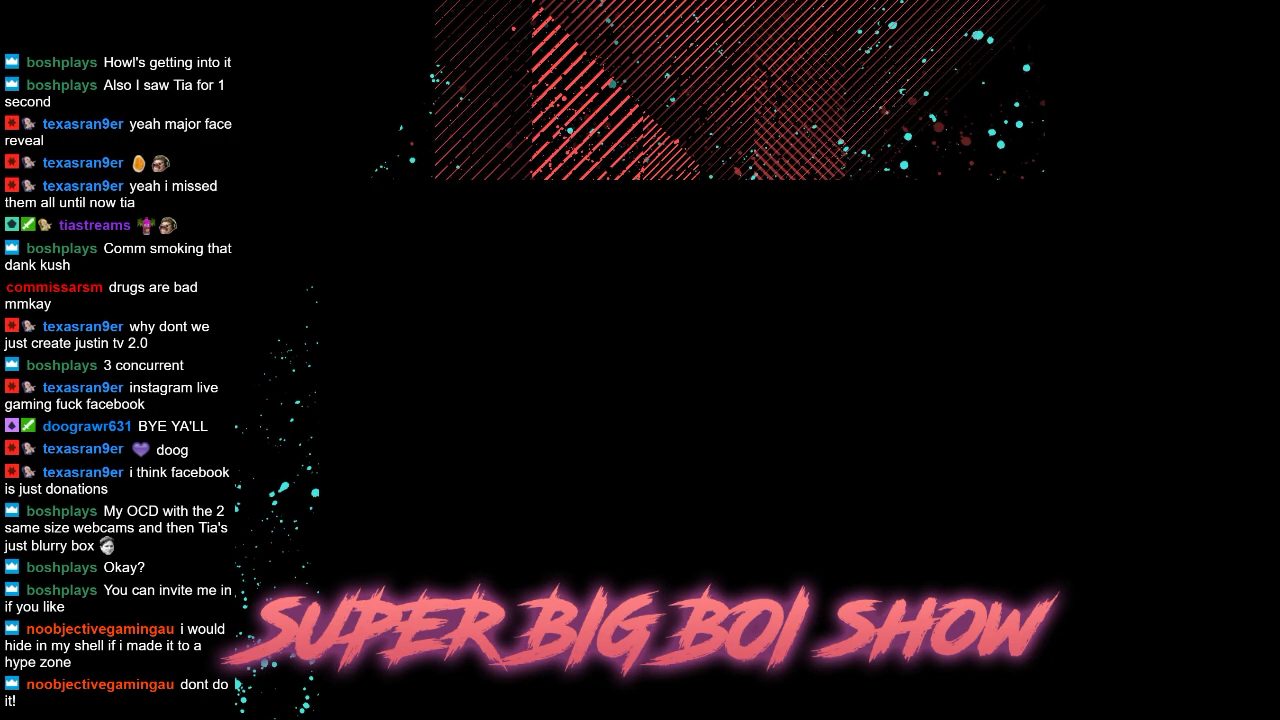 boshplays Howl's getting into it
boshplays Also I saw Tia for 1
second
texasran9er yeah major face
reveal
texasran9er
texasran9er yeah i missed
them all until now tia
tiastreams
boshplays Comm smoking that
dank kush
commissarsm drugs are bad
mmkay
texasran9er why dont we
just create justin tv 2.0
boshplays 3 concurrent
texasran9er instagram live
gaming fuck facebook
doograwr631 BYE YA'LL
texasran9er doog
texasran9er i think facebook
is just donations
boshplays My OCD with the 2
same size webcams and then Tia's
just blurry box
boshplays Okay?
boshplays You can invite me in
if you like
noobjectivegamingau i would
hide in my shell if i made it to a
hype zone
noobjectivegamingau dont do
it!
SUPER BIG BOI SHOW